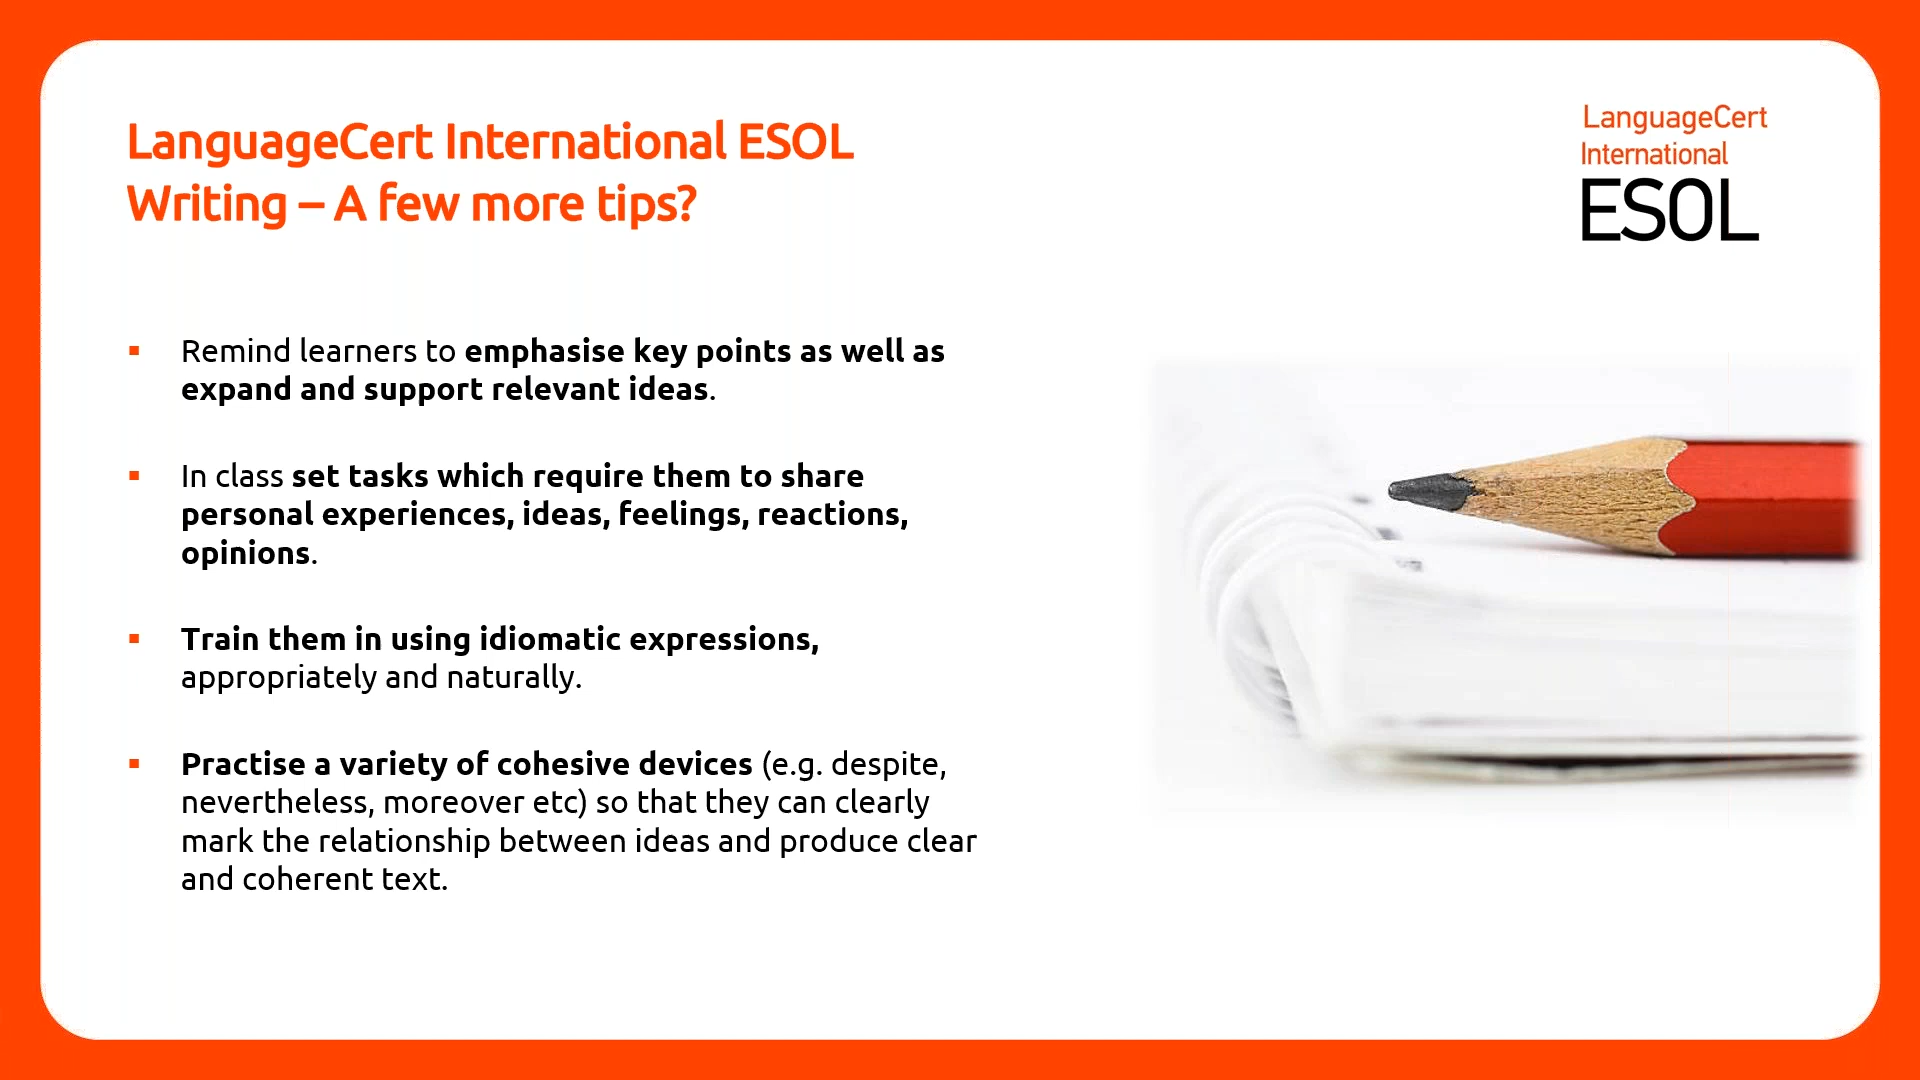 LanguageCert International ESOL
Writing – A few more tips?
LanguageCert
International
ESOL
▪ Remind learners to emphasise key points as well as
expand and support relevant ideas.
▪ In class set tasks which require them to share
personal experiences, ideas, feelings, reactions,
opinions.
▪ Train them in using idiomatic expressions,
appropriately and naturally.
▪ Practise a variety of cohesive devices (e.g. despite,
nevertheless, moreover etc) so that they can clearly
mark the relationship between ideas and produce clear
and coherent text.